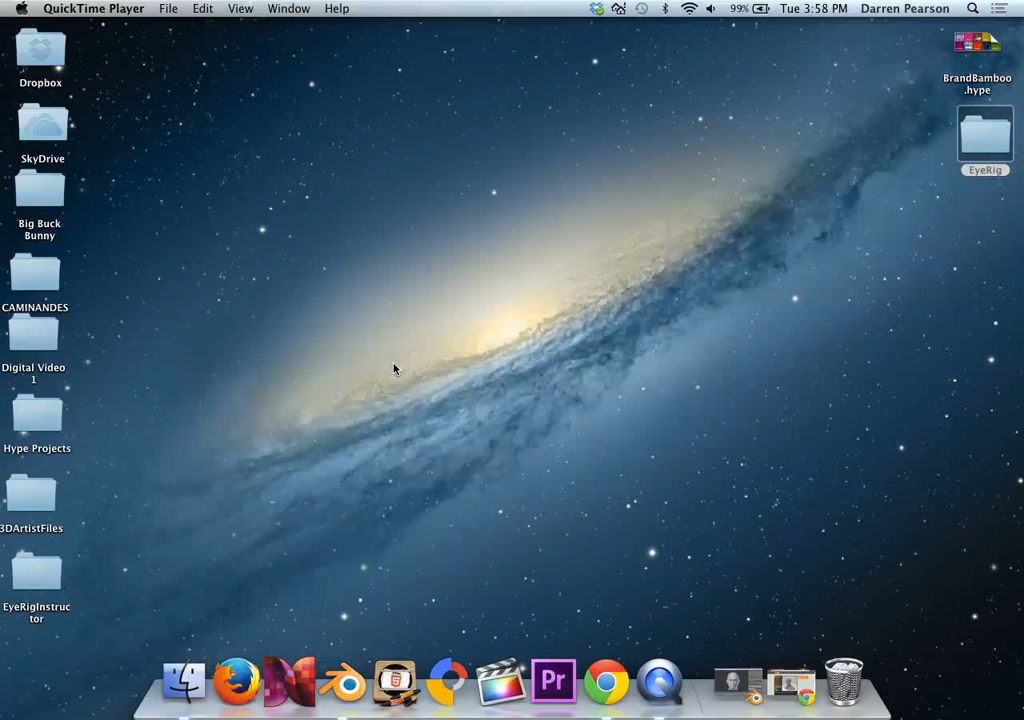 QuickTime Player File Edit View Window Help 99% Tue 3:58 PM Darren Pearson
Dropbox
SkyDrive
Big Buck
Bunny
CAMINANDES
Digital Video
1
Hype Projects
3DArtistFiles
EyeRigInstruc
tor
BrandBamboo
.hype
EyeRig
Pr